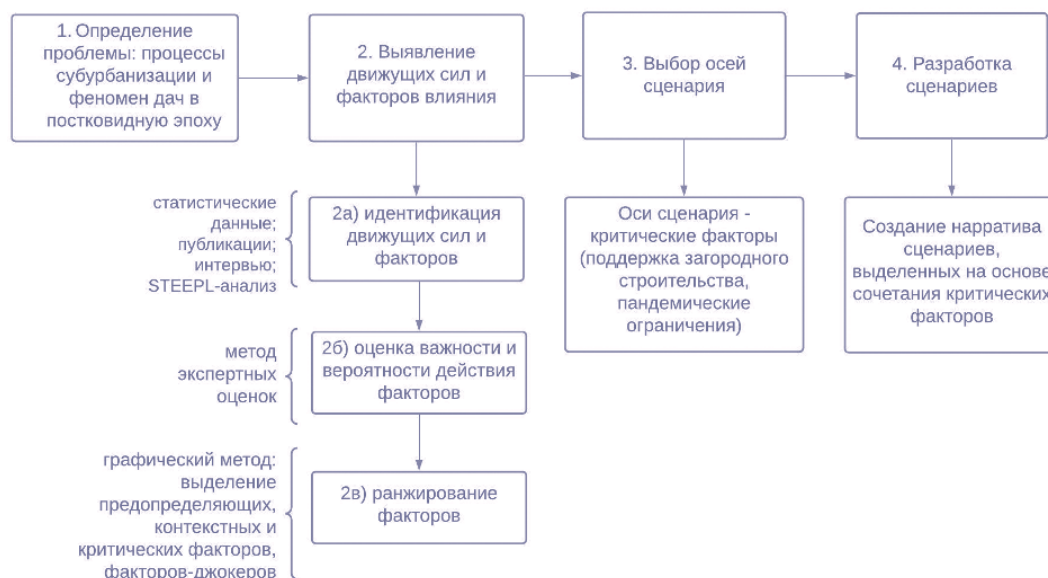 1. Определение
проблемы: процессы
субурбанизации и
феномен дач в
постковидную эпоху
2. Выявление
движущих сил и
факторов влияния
3. Выбор осей
сценария
4. Разработка
сценариев
статистические
данные;
публикации;
интервью;
STEEPL-анализ
2а) идентификация
движущих сил и
факторов
Оси сценария -
критические факторы
(поддержка загородного
строительства,
пандемические
ограничения)
Создание нарратива
сценариев,
выделенных на основе
сочетания критических
факторов
метод
экспертных
оценок
2б) оценка важности и
вероятности действия
факторов
графический метод:
выделение
предопределяющих,
контекстных и
критических факторов,
факторов-джокеров
2в) ранжирование
факторов